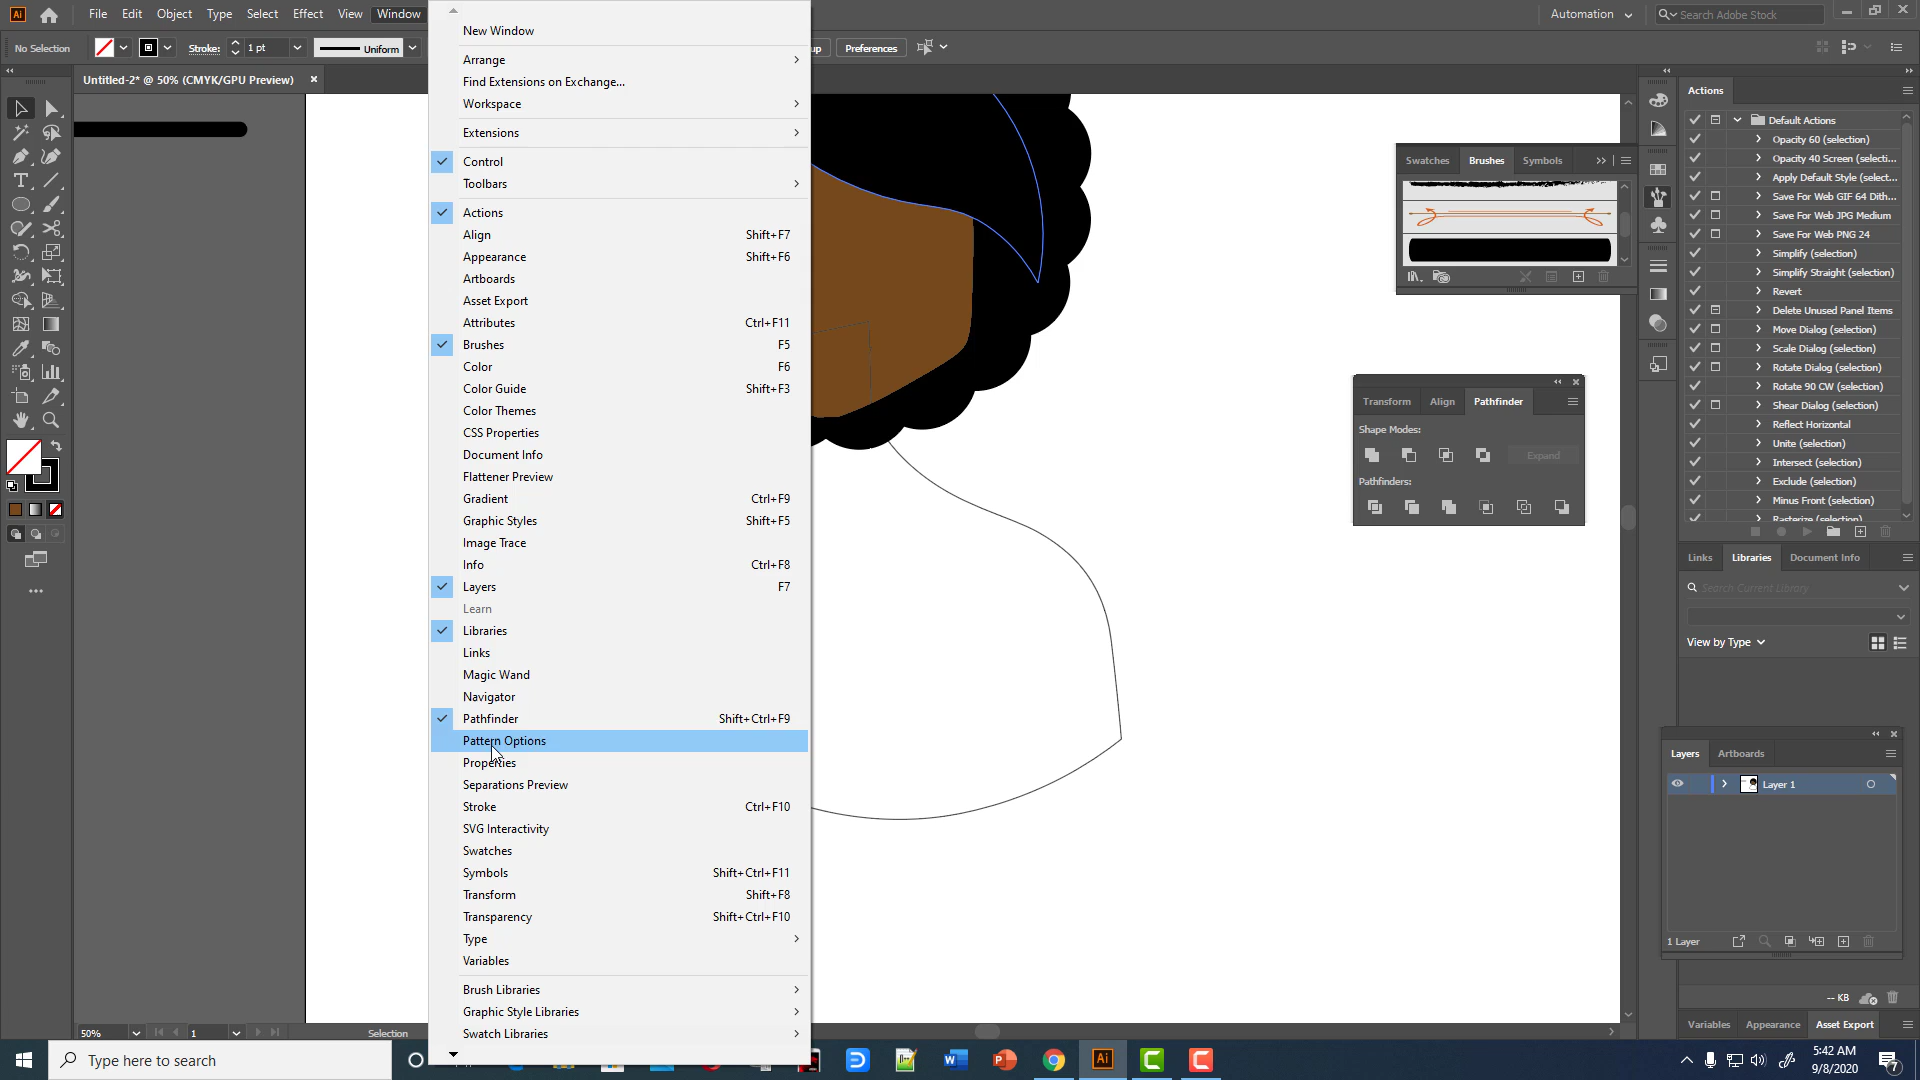 Ai File Edit Object Type Select Effect View Window Automation Search Adobe Stock
No Selection Stroke: 1 pt Uniform Preferences
Untitled-2* @ 50% (CMYK/GPU Preview)
New Window
Arrange
Find Extensions on Exchange...
Workspace
Extensions
Control
Toolbars
Actions
Align Shift+F7
Appearance Shift+F6
Artboards
Asset Export
Attributes Ctrl+F11
Brushes F5
Color F6
Color Guide Shift+F3
Color Themes
CSS Properties
Document Info
Flattener Preview
Gradient Ctrl+F9
Graphic Styles Shift+F5
Image Trace
Info Ctrl+F8
Layers F7
Learn
Libraries
Links
Magic Wand
Navigator
Pathfinder Shift+Ctrl+F9
Pattern Options
Properties
Separations Preview
Stroke Ctrl+F10
SVG Interactivity
Swatches
Symbols Shift+Ctrl+F11
Transform Shift+F8
Transparency Shift+Ctrl+F10
Type
Variables
Brush Libraries
Graphic Style Libraries
Swatch Libraries
Swatches Brushes Symbols
Transform Align Pathfinder
Shape Modes:
Expand
Pathfinders:
Actions
Default Actions
Opacity 60 (selection)
Opacity 40 Screen (selecti...
Apply Default Style (select...
Save For Web GIF 64 Dith...
Save For Web JPG Medium
Save For Web PNG 24
Simplify (selection)
Simplify Straight (selection)
Revert
Delete Unused Panel Items
Move Dialog (selection)
Scale Dialog (selection)
Rotate Dialog (selection)
Rotate 90 CW (selection)
Shear Dialog (selection)
Reflect Horizontal
Unite (selection)
Intersect (selection)
Exclude (selection)
Minus Front (selection)
Rasterize (selection)
Links Libraries Document Info
Search Current Library
View by Type
Layers Artboards
Layer 1
1 Layer
-- KB
Variables Appearance Asset Export
50% 1 Selection
Type here to search
5:42 AM
9/8/2020
7